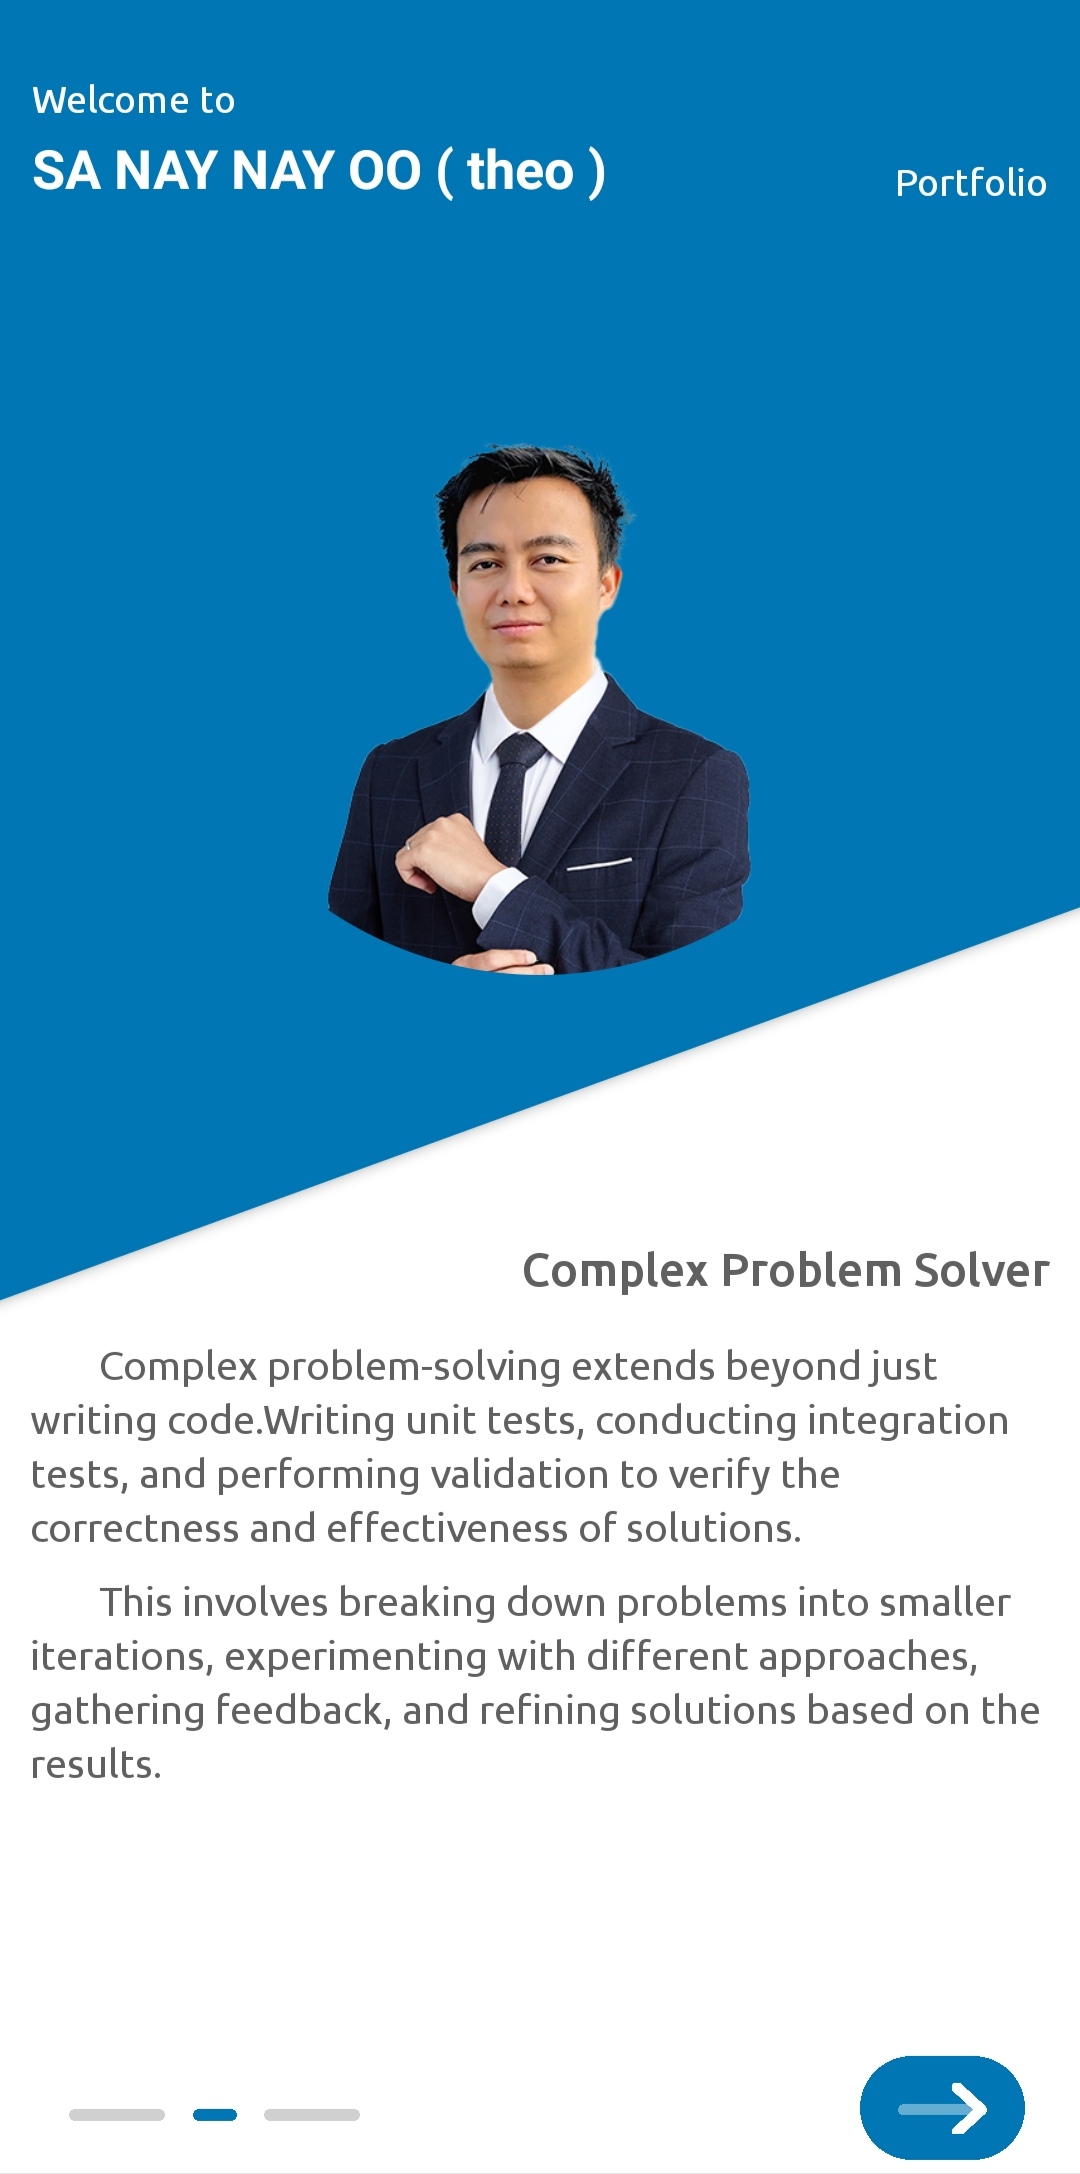 Welcome to
SA NAY NAY OO ( theo )
Portfolio
Complex Problem Solver
Complex problem-solving extends beyond just
writing code.Writing unit tests, conducting integration
tests, and performing validation to verify the
correctness and effectiveness of solutions.
This involves breaking down problems into smaller
iterations, experimenting with different approaches,
gathering feedback, and refining solutions based on the
results.